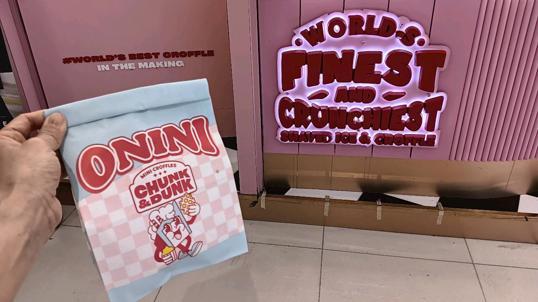 #WORLD'S BEST CROFFLE
IN THE MAKING
WORLD'S
FINEST
AND
CRUNCHIEST
SHAVED ICE & CROFFLE
ONINI
MINI CROFFLES
CHUNK
&DUNK